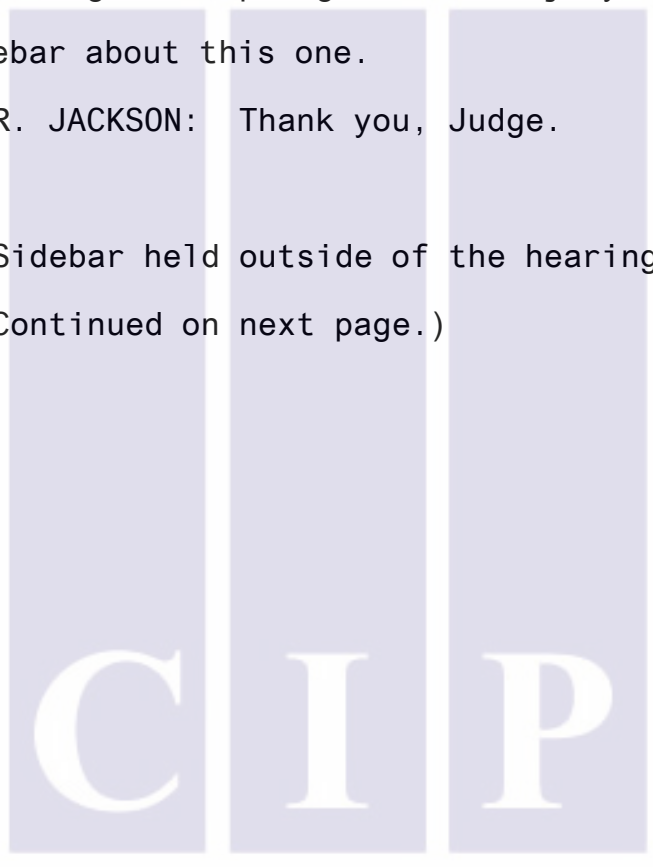 ebar about this one.
R. JACKSON: Thank you, Judge.
Sidebar held outside of the hearing
Continued on next page.)
C I P